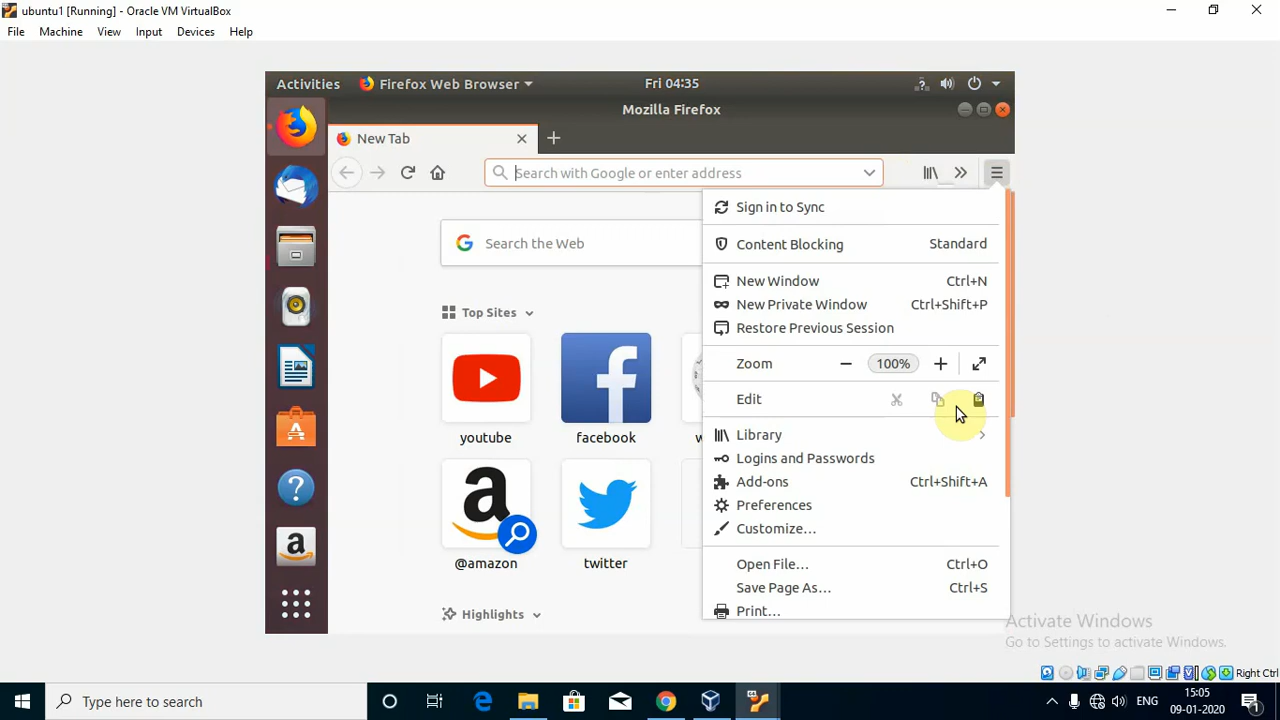 ubuntu1 [Running] - Oracle VM VirtualBox
File Machine View Input Devices Help
Activities Firefox Web Browser Fri 04:35
Mozilla Firefox
New Tab
Search with Google or enter address
Sign in to Sync
Content Blocking Standard
Search the Web
New Window Ctrl+N
New Private Window Ctrl+Shift+P
Top Sites
Restore Previous Session
Zoom 100%
Edit
youtube facebook w
Library
Logins and Passwords
Add-ons Ctrl+Shift+A
Preferences
Customize...
@amazon twitter
Open File... Ctrl+O
Save Page As... Ctrl+S
Highlights Print...
Activate Windows
Go to Settings to activate Windows.
Right Ctrl
Type here to search
ENG
15:05
09-01-2020
1